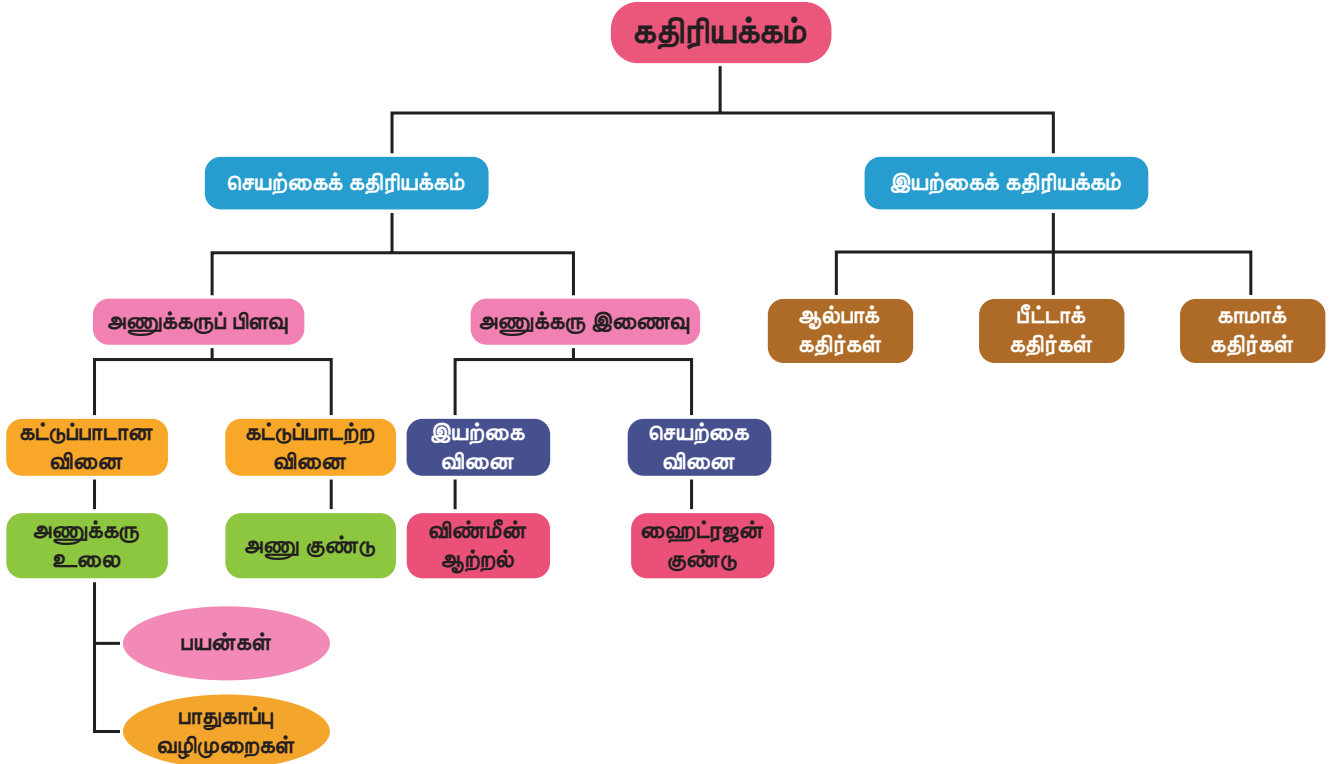 கதிரியக்கம்
செயற்கைக் கதிரியக்கம்
இயற்கைக் கதிரியக்கம்
அணுக்கருப் பிளவு
அணுக்கரு இணைவு
ஆல்பாக்
கதிர்கள்
பீட்டாக்
கதிர்கள்
காமாக்
கதிர்கள்
கட்டுப்பாடான
வினை
கட்டுப்பாடற்ற
வினை
இயற்கை
வினை
செயற்கை
வினை
அணுக்கரு
உலை
அணு குண்டு
விண்மீன்
ஆற்றல்
ஹைட்ரஜன்
குண்டு
பயன்கள்
பாதுகாப்பு
வழிமுறைகள்